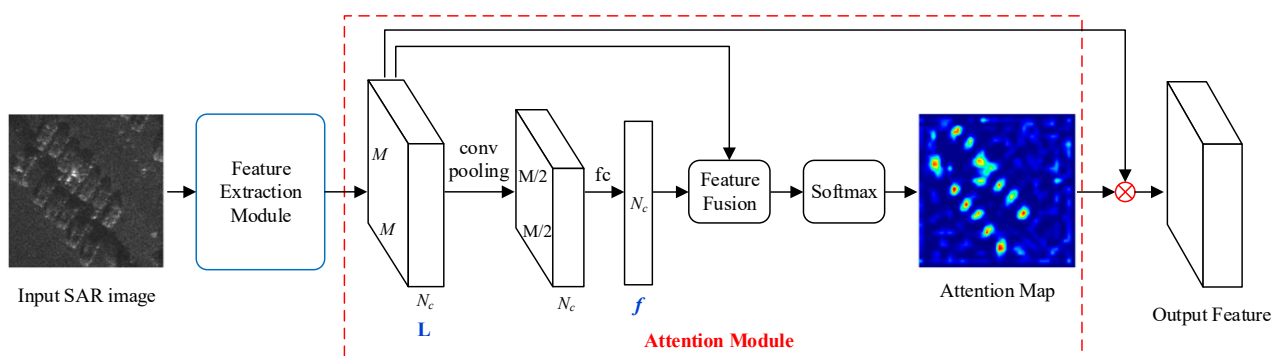 Input SAR image
Feature
Extraction
Module
M
M
N_c
L
conv
pooling
M/2
M/2
N_c
fc
N_c
f
Feature
Fusion
Softmax
Attention Map
Output Feature
Attention Module